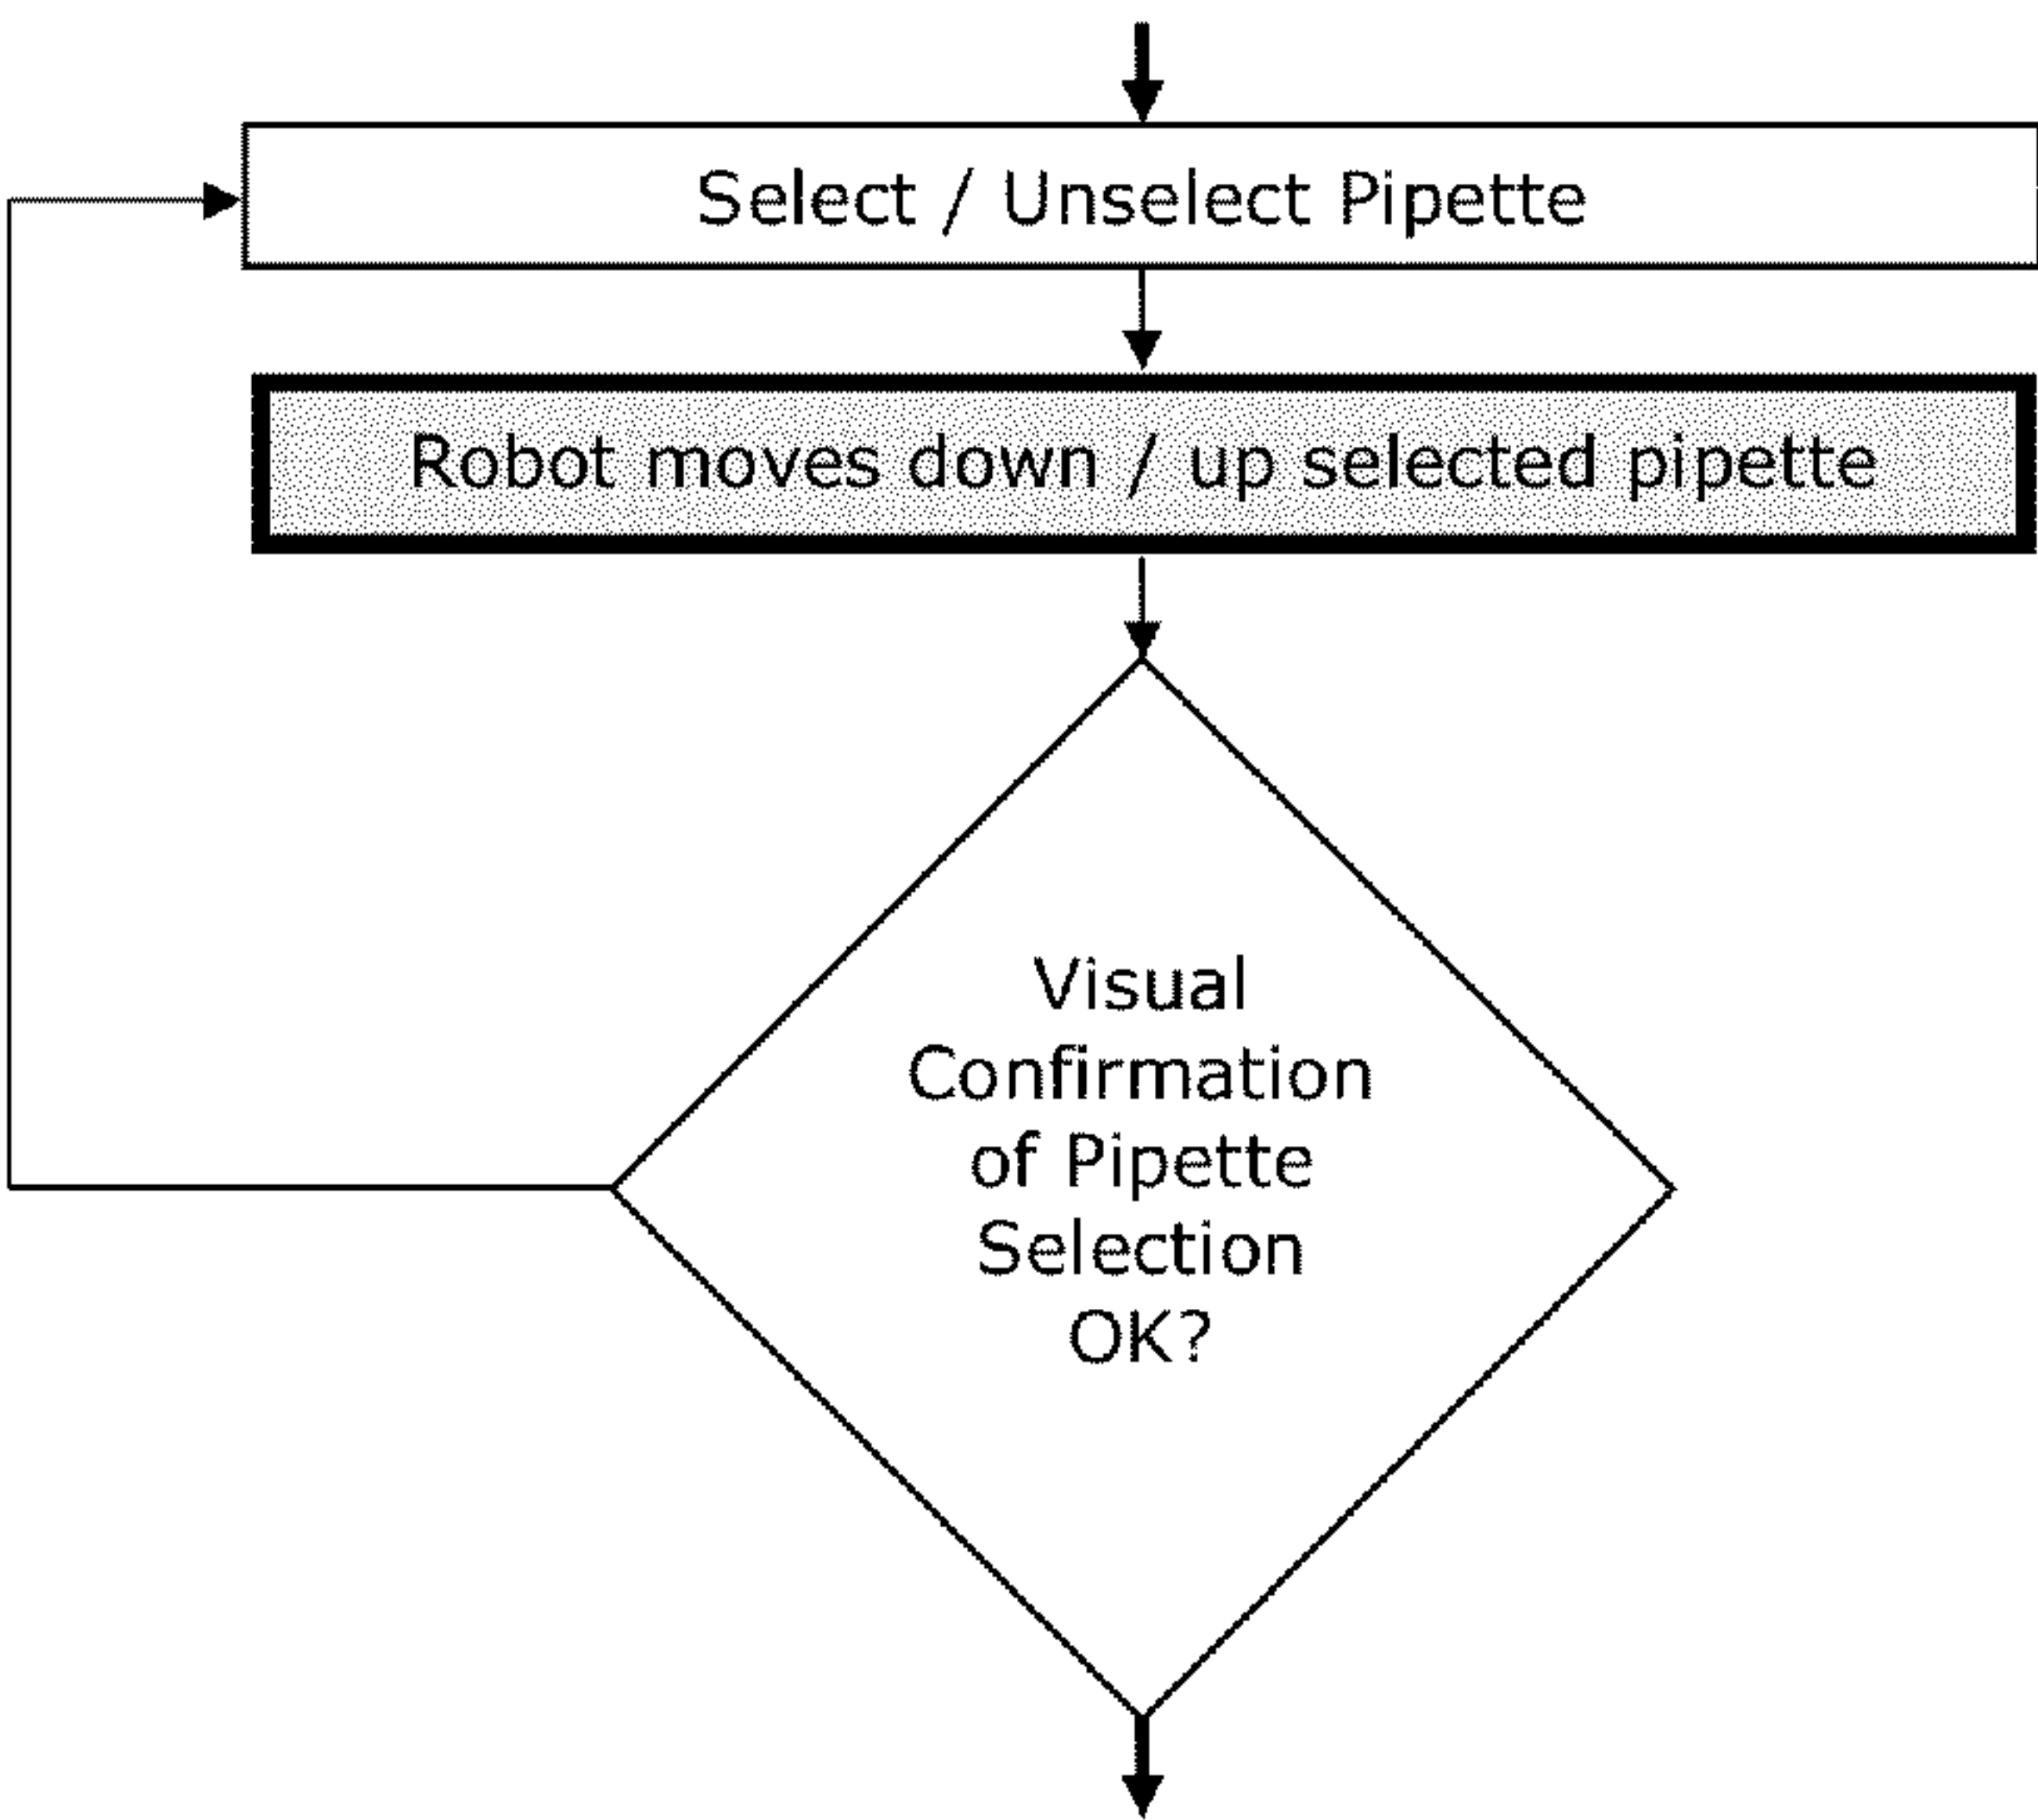 Select / Unselect Pipette
Robot moves down / up selected pipette
Visual
Confirmation
of Pipette
Selection
OK?